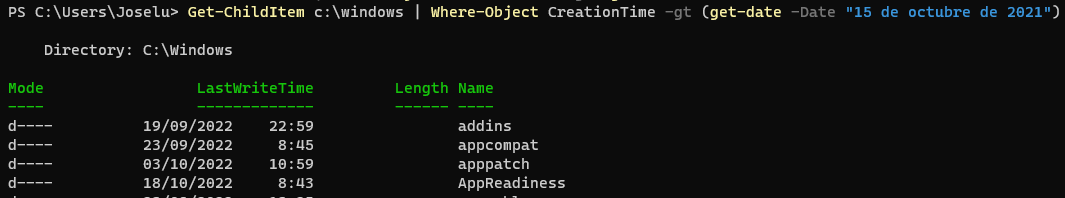 PS C:\Users\Joselu> Get-ChildItem c:\windows | Where-Object CreationTime -gt (get-date -Date "15 de octubre de 2021")
Directory: C:\Windows
Mode LastWriteTime Length Name
---- ------------- ------ ----
d---- 19/09/2022 22:59 addins
d---- 23/09/2022 8:45 appcompat
d---- 03/10/2022 10:59 apppatch
d---- 18/10/2022 8:43 AppReadiness